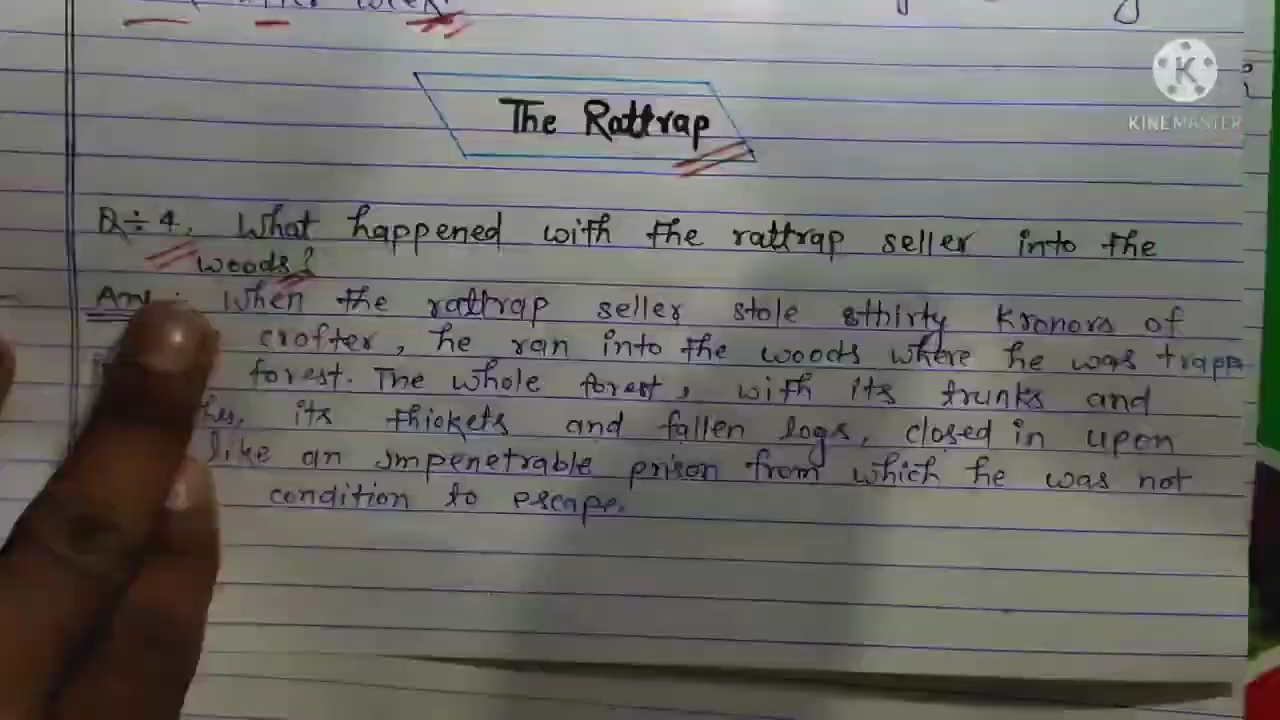 The Rattrap
K
KINEMASTER
Q÷4. What happened with the rattrap seller into the
woods?
Ans:- When the rattrap seller stole sthirty Kronors of
crofter, he ran into the woods where he was trapp
forest. The whole forest, with its trunks and
its thickets and fallen logs, closed in upon
like an impenetrable prison from which he was not
condition to escape.